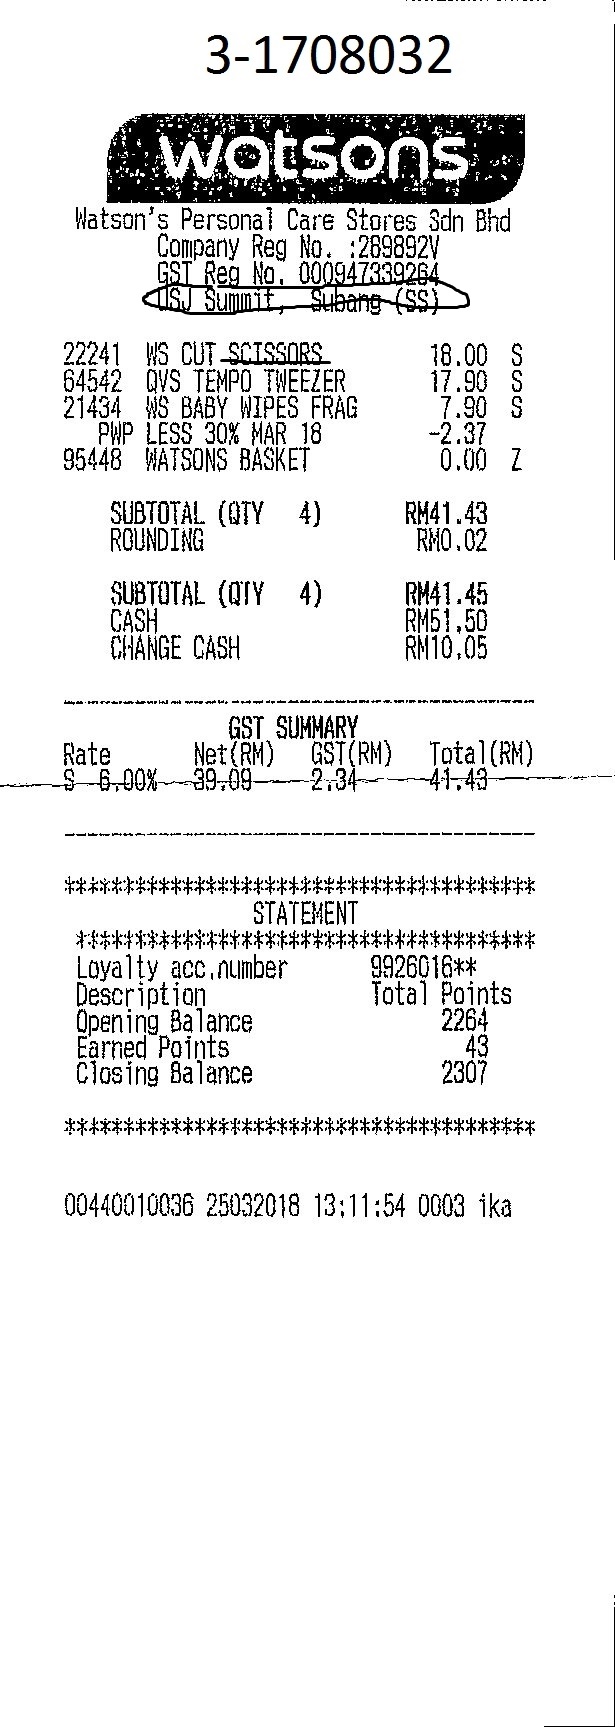 3-1708032
watsons
Watson's Personal Care Stores Sdn Bhd
Company Reg No. :289892V
GST Reg No. 000947339264
USJ Summit, Subang (SS)
22241 WS CUT SCISSORS 18.00 S
64542 QVS TEMPO TWEEZER 17.90 S
21434 WS BABY WIPES FRAG 7.90 S
PWP LESS 30% MAR 18 -2.37
95448 WATSONS BASKET 0.00 Z
SUBTOTAL (QTY 4) RM41.43
ROUNDING RM0.02
SUBTOTAL (QTY 4) RM41.45
CASH RM51.50
CHANGE CASH RM10.05
----------------------------------------
GST SUMMARY
Rate Net(RM) GST(RM) Total(RM)
S 6.00% 39.09 2.34 41.43
----------------------------------------
****************************************
STATEMENT
***************************************
Loyalty acc.number 9926016**
Description Total Points
Opening Balance 2264
Earned Points 43
Closing Balance 2307
****************************************
00440010036 25032018 13:11:54 0003 ika